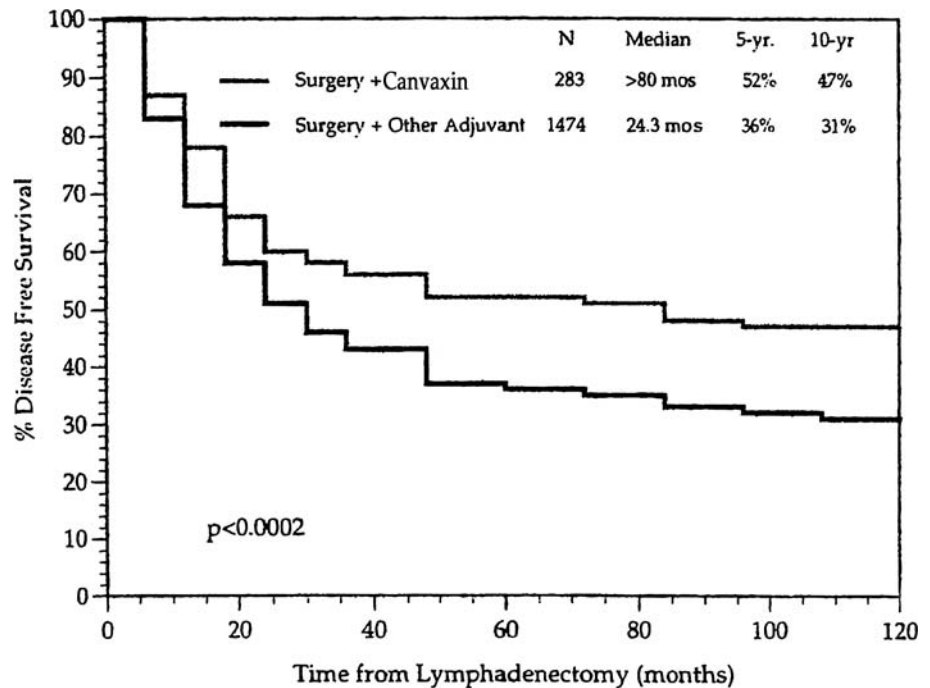 N Median 5-yr. 10-yr
Surgery +Canvaxin 283 >80 mos 52% 47%
Surgery + Other Adjuvant 1474 24.3 mos 36% 31%
% Disease Free Survival
100
90
80
70
60
50
40
30
20
10
0
p<0.0002
0 20 40 60 80 100 120
Time from Lymphadenectomy (months)